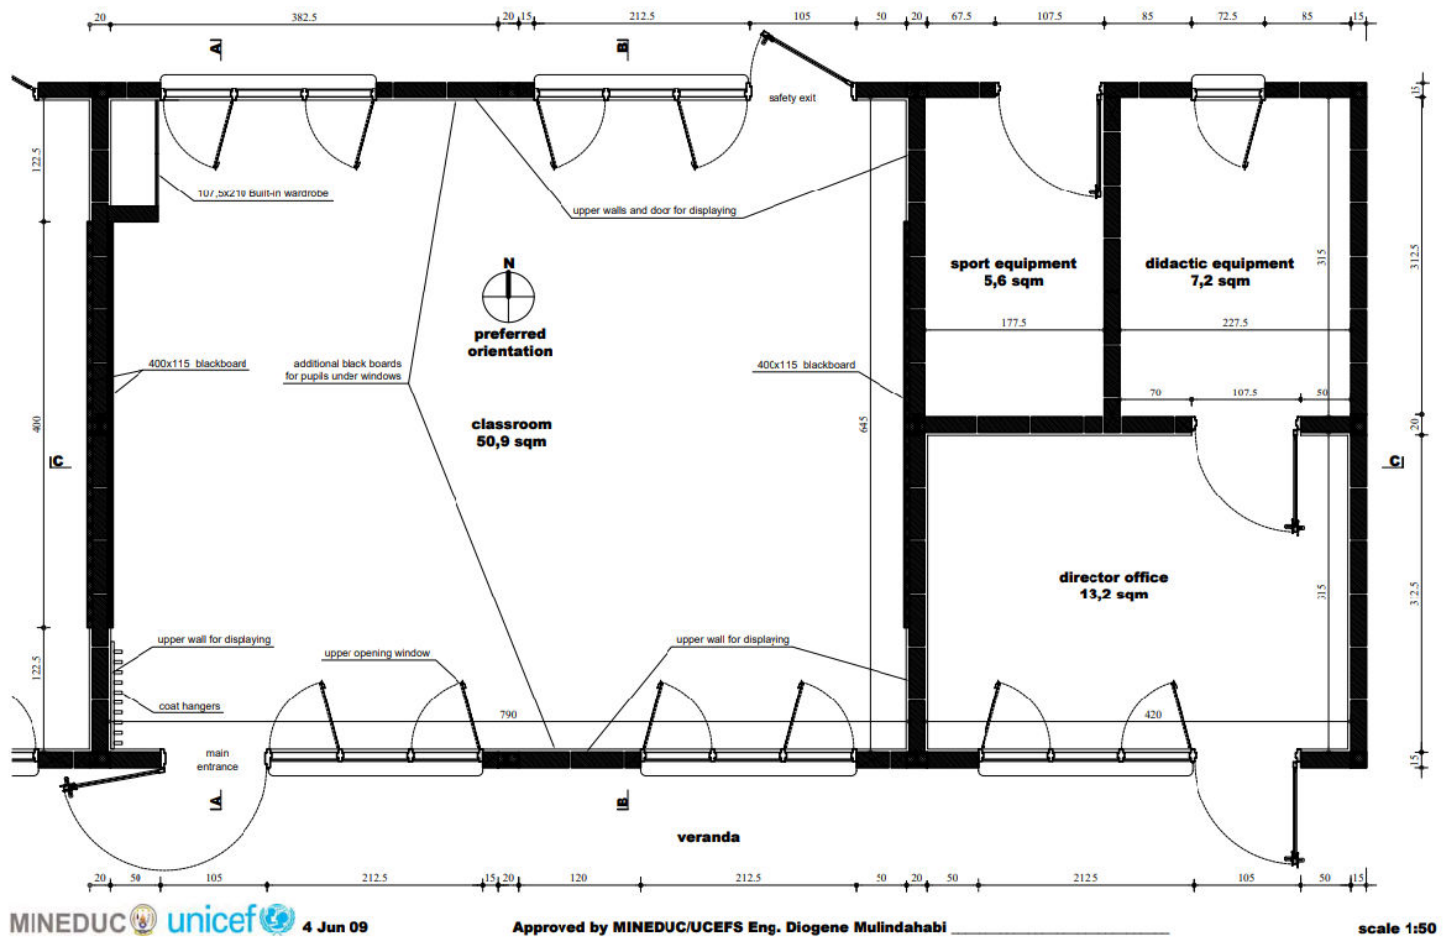 20 382.5 20 15 212.5 105 50 20 67.5 107.5 85 72.5 85 15
A B
safety exit
15
122.5
107,5x210 Built-in wardrobe
upper walls and door for displaying
N
preferred
orientation
sport equipment
5,6 sqm
didactic equipment
7,2 sqm
315
312.5
177.5 227.5
400x115 blackboard
additional black boards
for pupils under windows
400x115 blackboard
70 107.5 50
400
classroom
50,9 sqm
645
20
C C
director office
13,2 sqm
315
312.5
122.5
upper wall for displaying
upper opening window
upper wall for displaying
coat hangers
790 420
main
entrance
15
A B
veranda
20 50 105 212.5 15 20 120 212.5 50 20 50 212.5 105 50 15
MINEDUC unicef 4 Jun 09 Approved by MINEDUC/UCEFS Eng. Diogene Mulindahabi scale 1:50